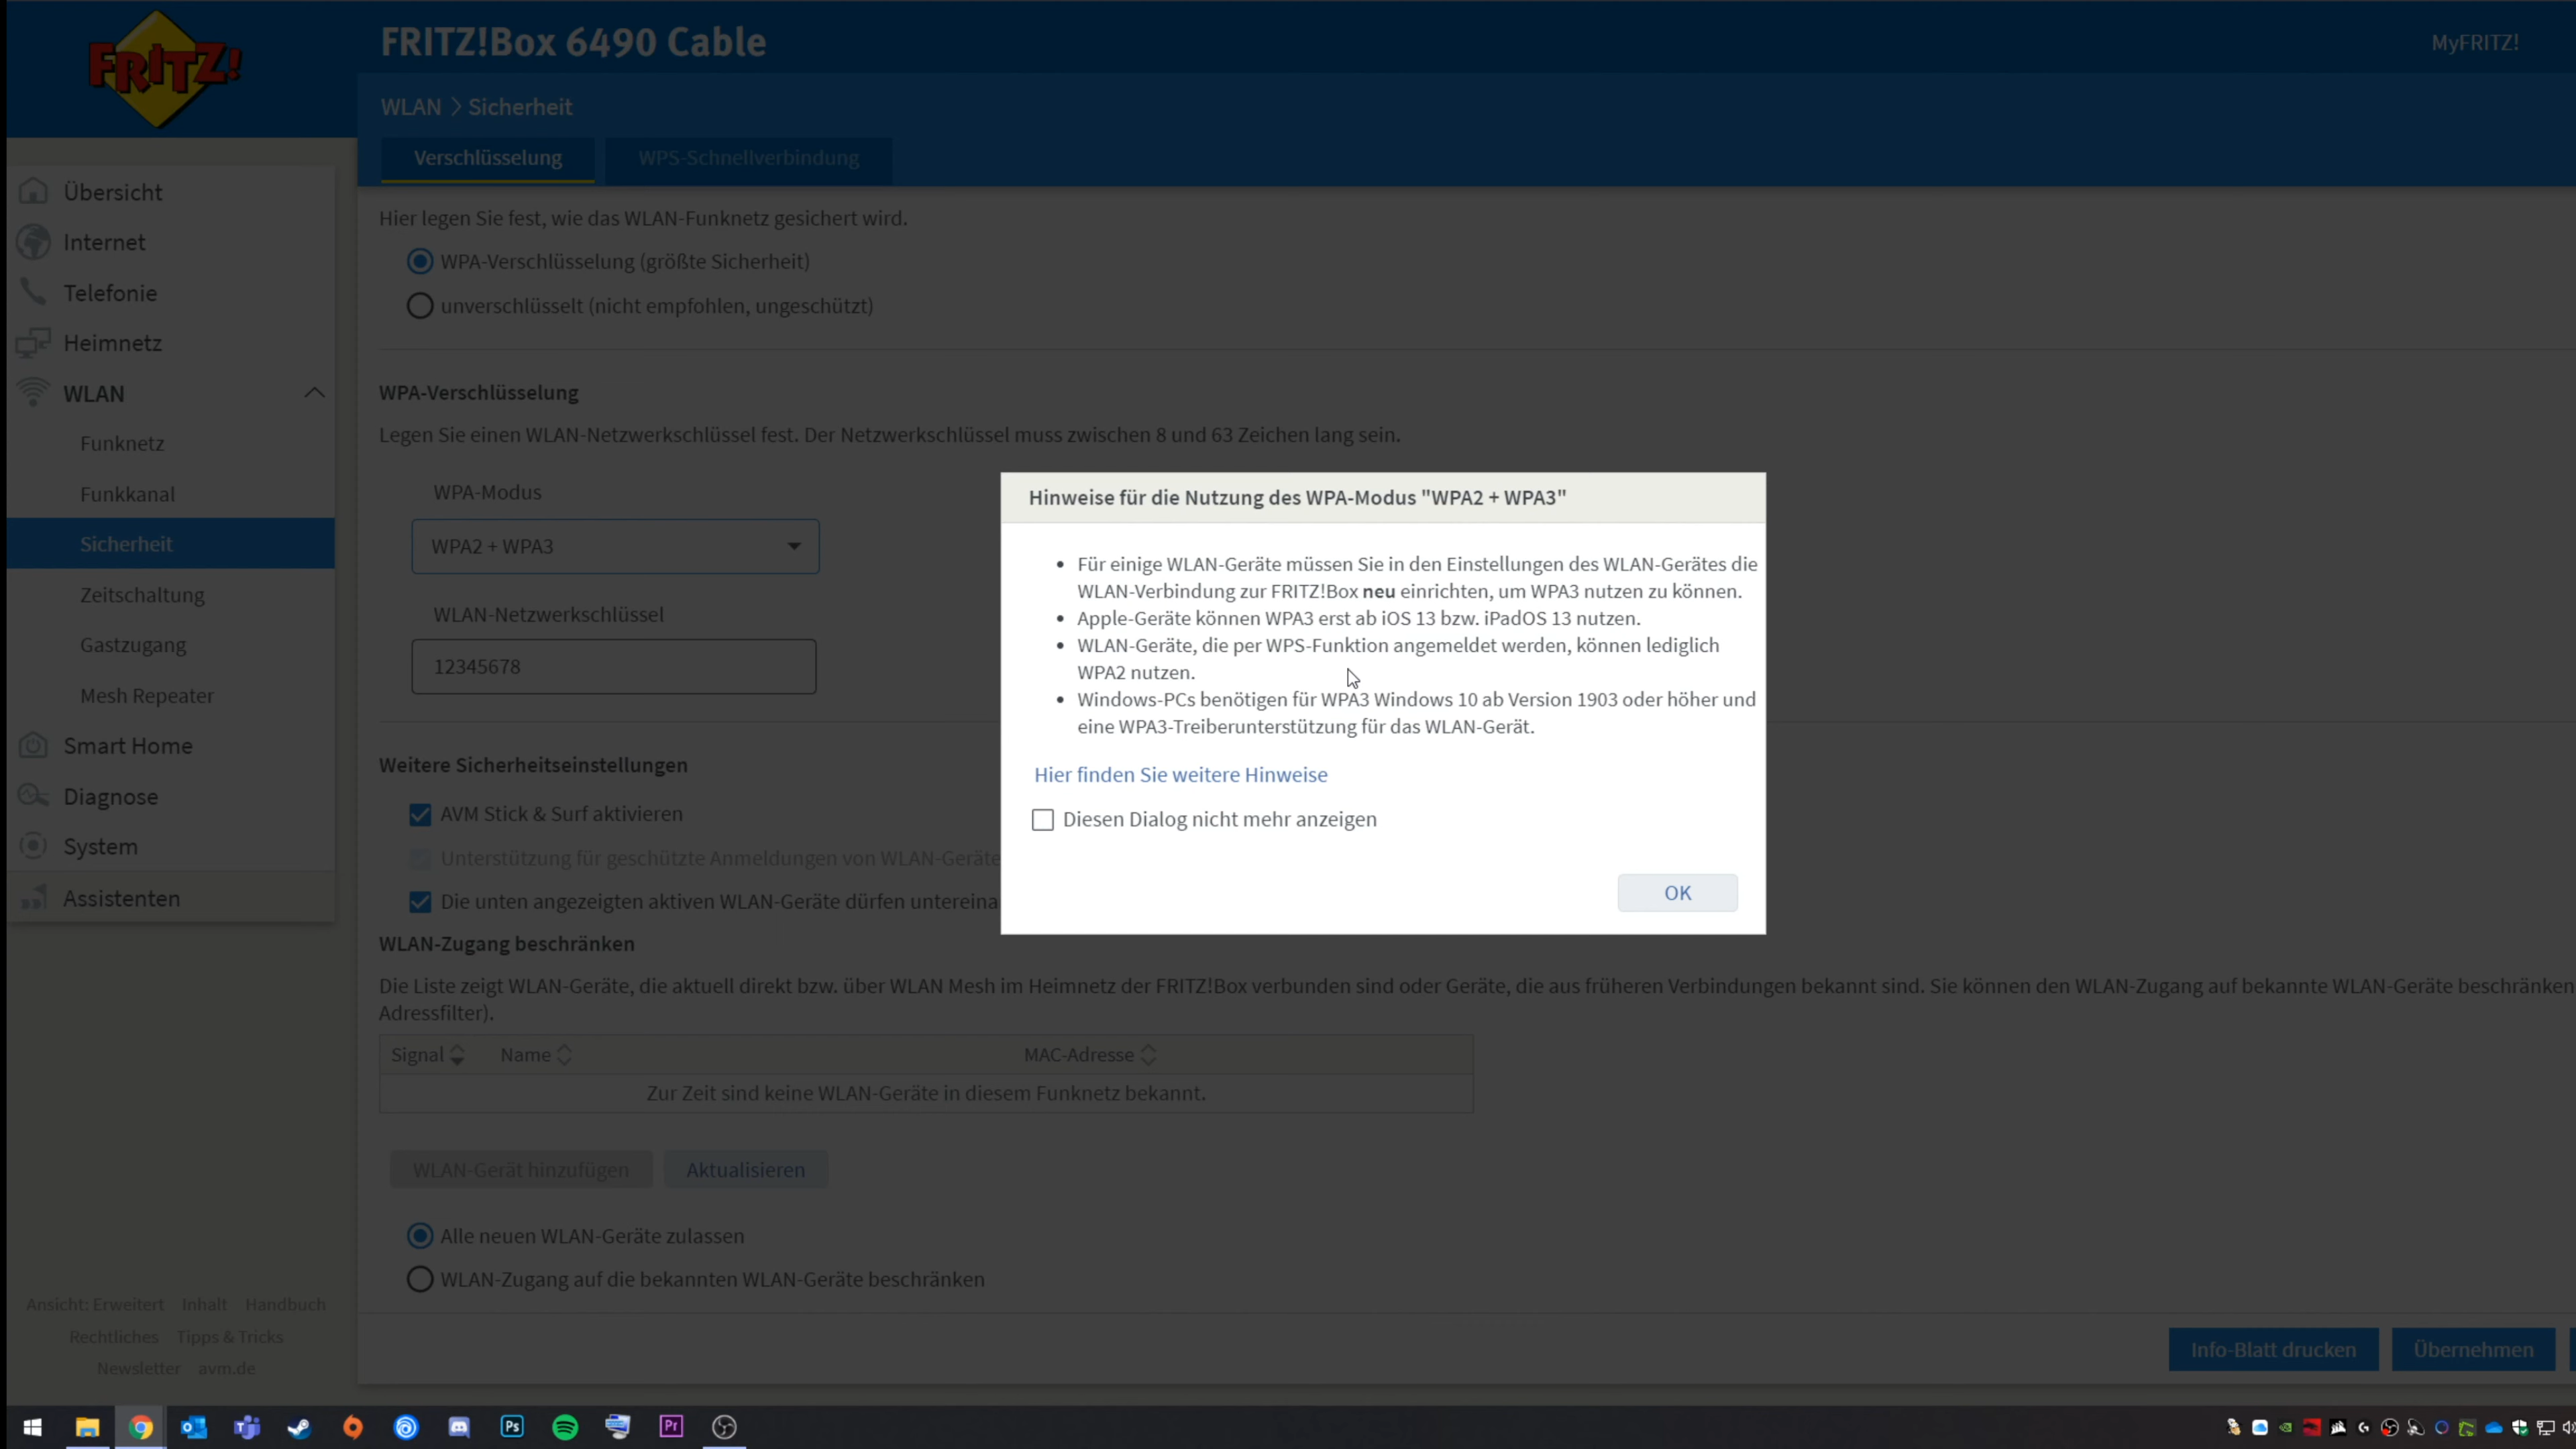 FRITZ!
FRITZ!Box 6490 Cable
MyFRITZ!
WLAN > Sicherheit
Verschlüsselung
WPS-Schnellverbindung
Übersicht
Internet
Telefonie
Heimnetz
WLAN
Funknetz
Funkkanal
Sicherheit
Zeitschaltung
Gastzugang
Mesh Repeater
Smart Home
Diagnose
System
Assistenten
Ansicht: Erweitert Inhalt Handbuch
Rechtliches Tipps & Tricks
Newsletter avm.de
Hier legen Sie fest, wie das WLAN-Funknetz gesichert wird.
WPA-Verschlüsselung (größte Sicherheit)
unverschlüsselt (nicht empfohlen, ungeschützt)
WPA-Verschlüsselung
Legen Sie einen WLAN-Netzwerkschlüssel fest. Der Netzwerkschlüssel muss zwischen 8 und 63 Zeichen lang sein.
WPA-Modus
WPA2 + WPA3
WLAN-Netzwerkschlüssel
12345678
Weitere Sicherheitseinstellungen
AVM Stick & Surf aktivieren
Unterstützung für geschützte Anmeldungen von WLAN-Geräte
Die unten angezeigten aktiven WLAN-Geräte dürfen untereina
WLAN-Zugang beschränken
Die Liste zeigt WLAN-Geräte, die aktuell direkt bzw. über WLAN Mesh im Heimnetz der FRITZ!Box verbunden sind oder Geräte, die aus früheren Verbindungen bekannt sind. Sie können den WLAN-Zugang auf bekannte WLAN-Geräte beschränken
Adressfilter).
Signal Name MAC-Adresse
Zur Zeit sind keine WLAN-Geräte in diesem Funknetz bekannt.
WLAN-Gerät hinzufügen Aktualisieren
Alle neuen WLAN-Geräte zulassen
WLAN-Zugang auf die bekannten WLAN-Geräte beschränken
Info-Blatt drucken Übernehmen
Hinweise für die Nutzung des WPA-Modus "WPA2 + WPA3"
• Für einige WLAN-Geräte müssen Sie in den Einstellungen des WLAN-Gerätes die
WLAN-Verbindung zur FRITZ!Box neu einrichten, um WPA3 nutzen zu können.
• Apple-Geräte können WPA3 erst ab iOS 13 bzw. iPadOS 13 nutzen.
• WLAN-Geräte, die per WPS-Funktion angemeldet werden, können lediglich
WPA2 nutzen.
• Windows-PCs benötigen für WPA3 Windows 10 ab Version 1903 oder höher und
eine WPA3-Treiberunterstützung für das WLAN-Gerät.
Hier finden Sie weitere Hinweise
Diesen Dialog nicht mehr anzeigen
OK
Ps
Pr